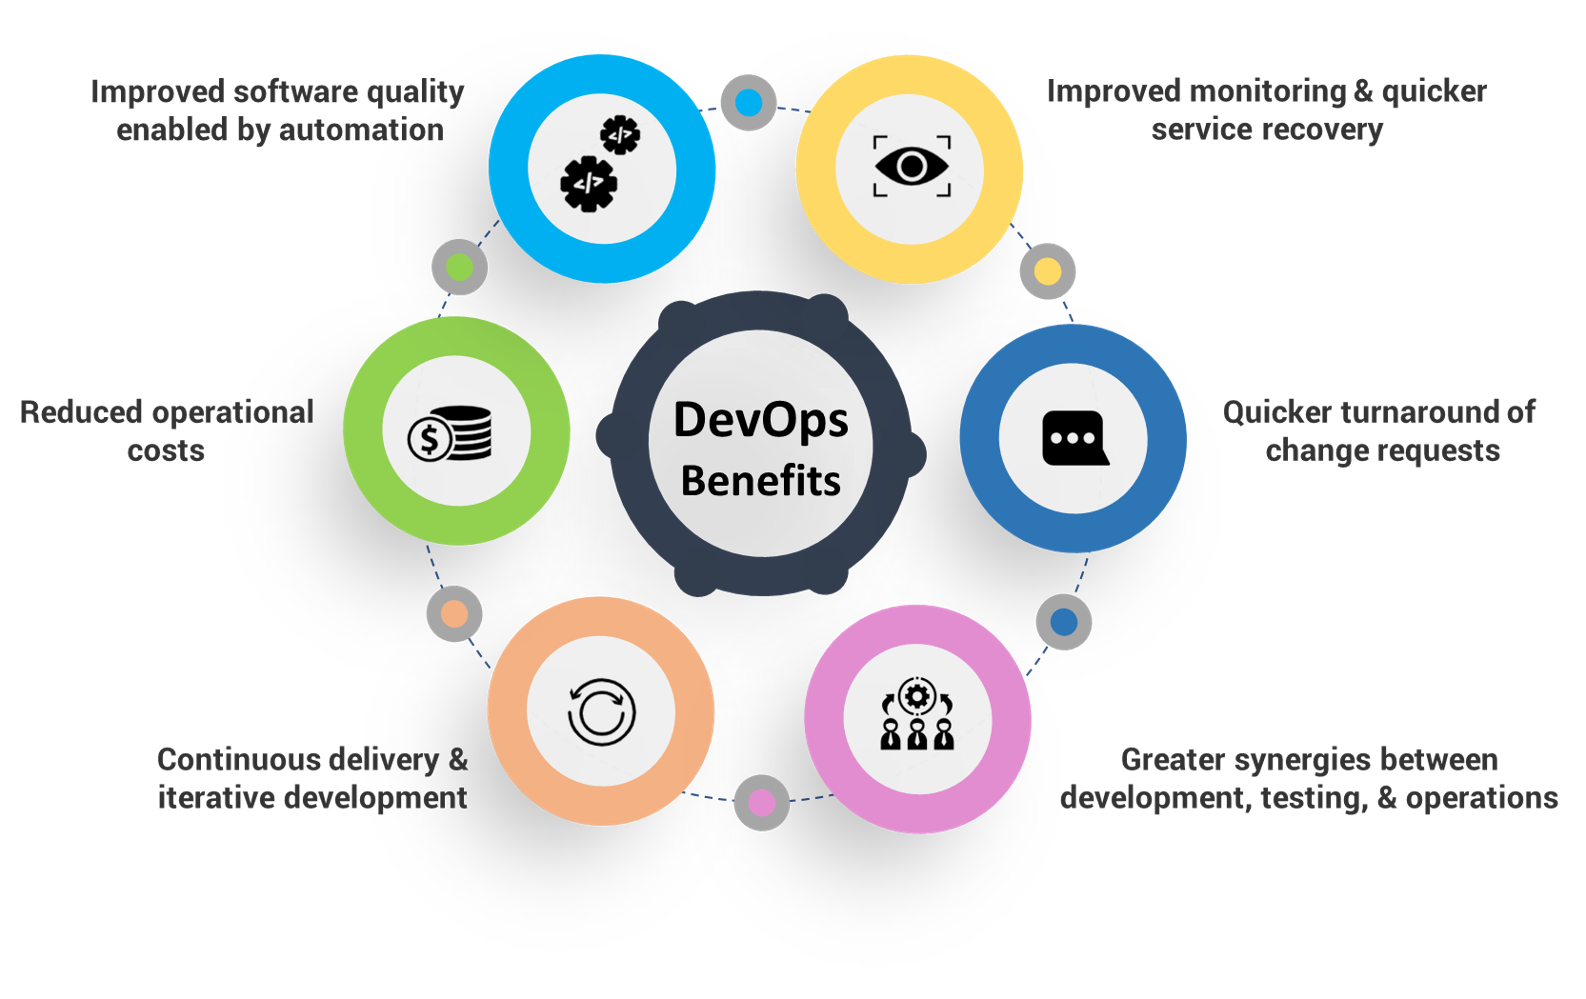 Improved software quality
enabled by automation
Improved monitoring & quicker
service recovery
Reduced operational
costs
DevOps
Benefits
Quicker turnaround of
change requests
Continuous delivery &
iterative development
Greater synergies between
development, testing, & operations